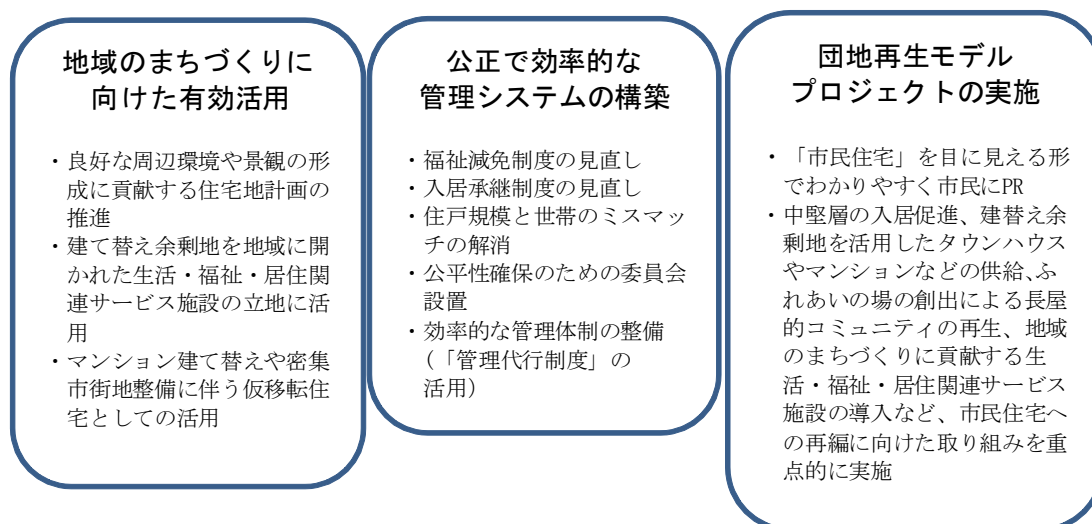 地域のまちづくりに
向けた有効活用
・良好な周辺環境や景観の形
成に貢献する住宅地計画の
推進
・建て替え余剰地を地域に開
かれた生活・福祉・居住関
連サービス施設の立地に活
用
・マンション建て替えや密集
市街地整備に伴う仮移転住
宅としての活用
公正で効率的な
管理システムの構築
・福祉減免制度の見直し
・入居承継制度の見直し
・住戸規模と世帯のミスマッ
チの解消
・公平性確保のための委員会
設置
・効率的な管理体制の整備
(「管理代行制度」の
活用)
団地再生モデル
プロジェクトの実施
・「市民住宅」を目に見える形
でわかりやすく市民にPR
・中堅層の入居促進、建替え余
剰地を活用したタウンハウス
やマンションなどの供給、ふ
れあいの場の創出による長屋
的コミュニティの再生、地域
のまちづくりに貢献する生
活・福祉・居住関連サービス
施設の導入など、市民住宅へ
の再編に向けた取り組みを重
点的に実施